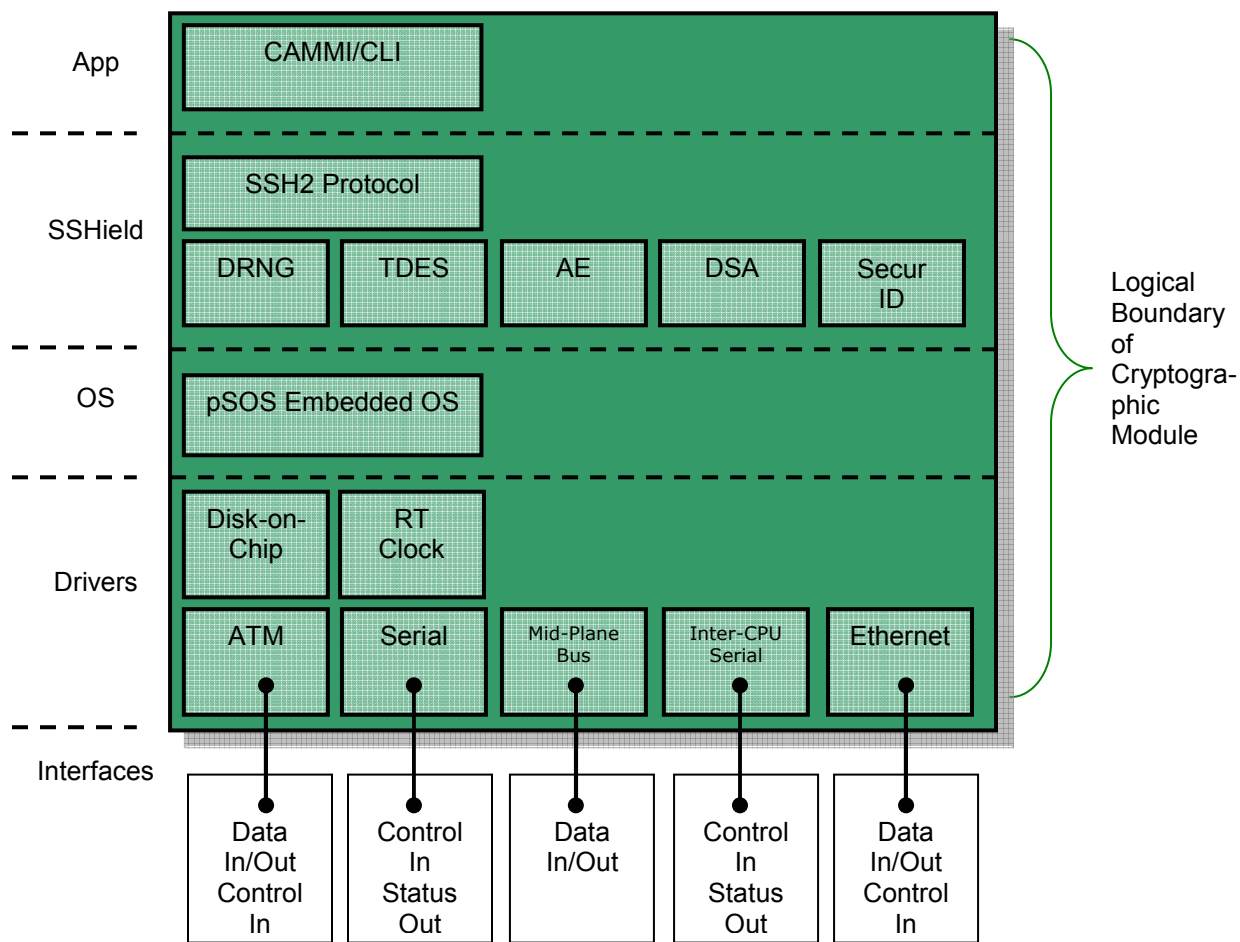 App
CAMMI/CLI
SSHield
SSH2 Protocol
DRNG
TDES
AE
DSA
Secur
ID
OS
pSOS Embedded OS
Drivers
Disk-on-
Chip
RT
Clock
ATM
Serial
Mid-Plane
Bus
Inter-CPU
Serial
Ethernet
Logical
Boundary
of
Cryptogra-
phic
Module
Interfaces
Data
In/Out
Control
In
Control
In
Status
Out
Data
In/Out
Control
In
Status
Out
Data
In/Out
Control
In